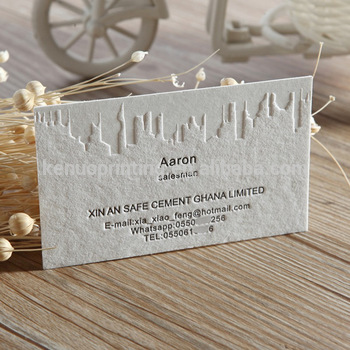 Aaron
salesman
XIN AN SAFE CEMENT GHANA LIMITED
E-mail:xia_xiao_feng@hotmail.com
Whatsapp:0550 256
TEL:055061 6